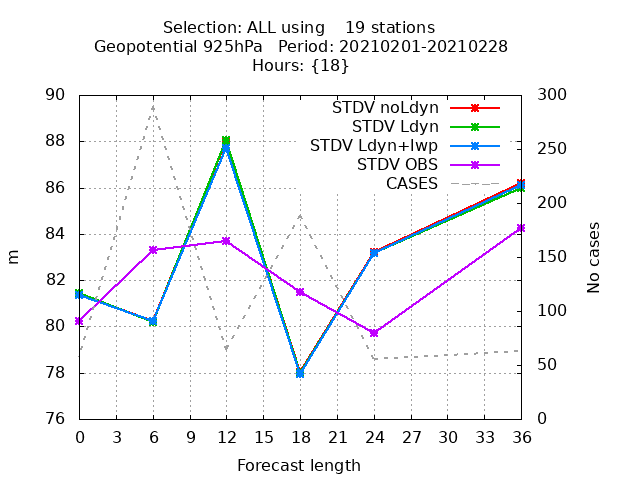 Selection: ALL using    19 stations
Geopotential 925hPa   Period: 20210201-20210228
Hours: {18}
STDV noLdyn
STDV Ldyn
STDV Ldyn+lwp
STDV OBS
CASES
90
88
86
84
82
80
78
76
m
300
250
200
150
100
50
0
No cases
0 3 6 9 12 15 18 21 24 27 30 33 36
Forecast length